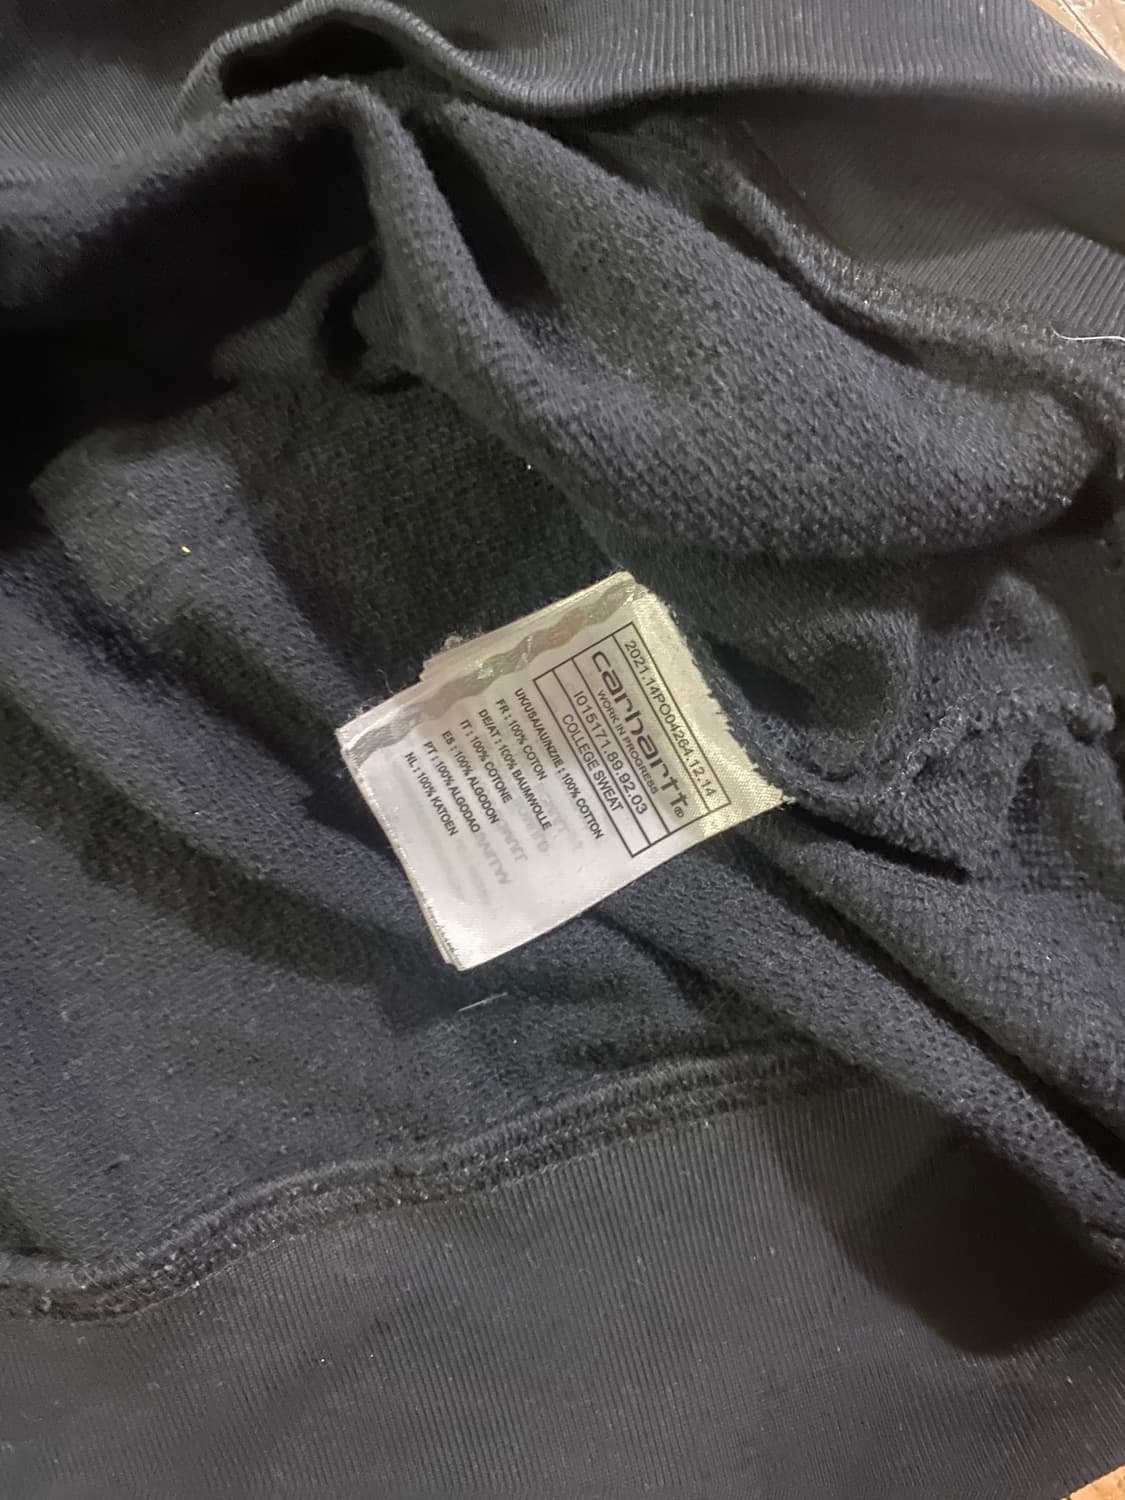 2021.14PO04264.12.14
carhartt®
WORK IN PROGRESS
I015171.89.92.03
COLLEGE SWEAT
UK/USA/AU/NZ/IE : 100% COTTON
FR : 100% COTON
DE/AT : 100% BAUMWOLLE
IT : 100% COTONE
ES : 100% ALGODON
PT : 100% ALGODAO
NL : 100% KATOEN